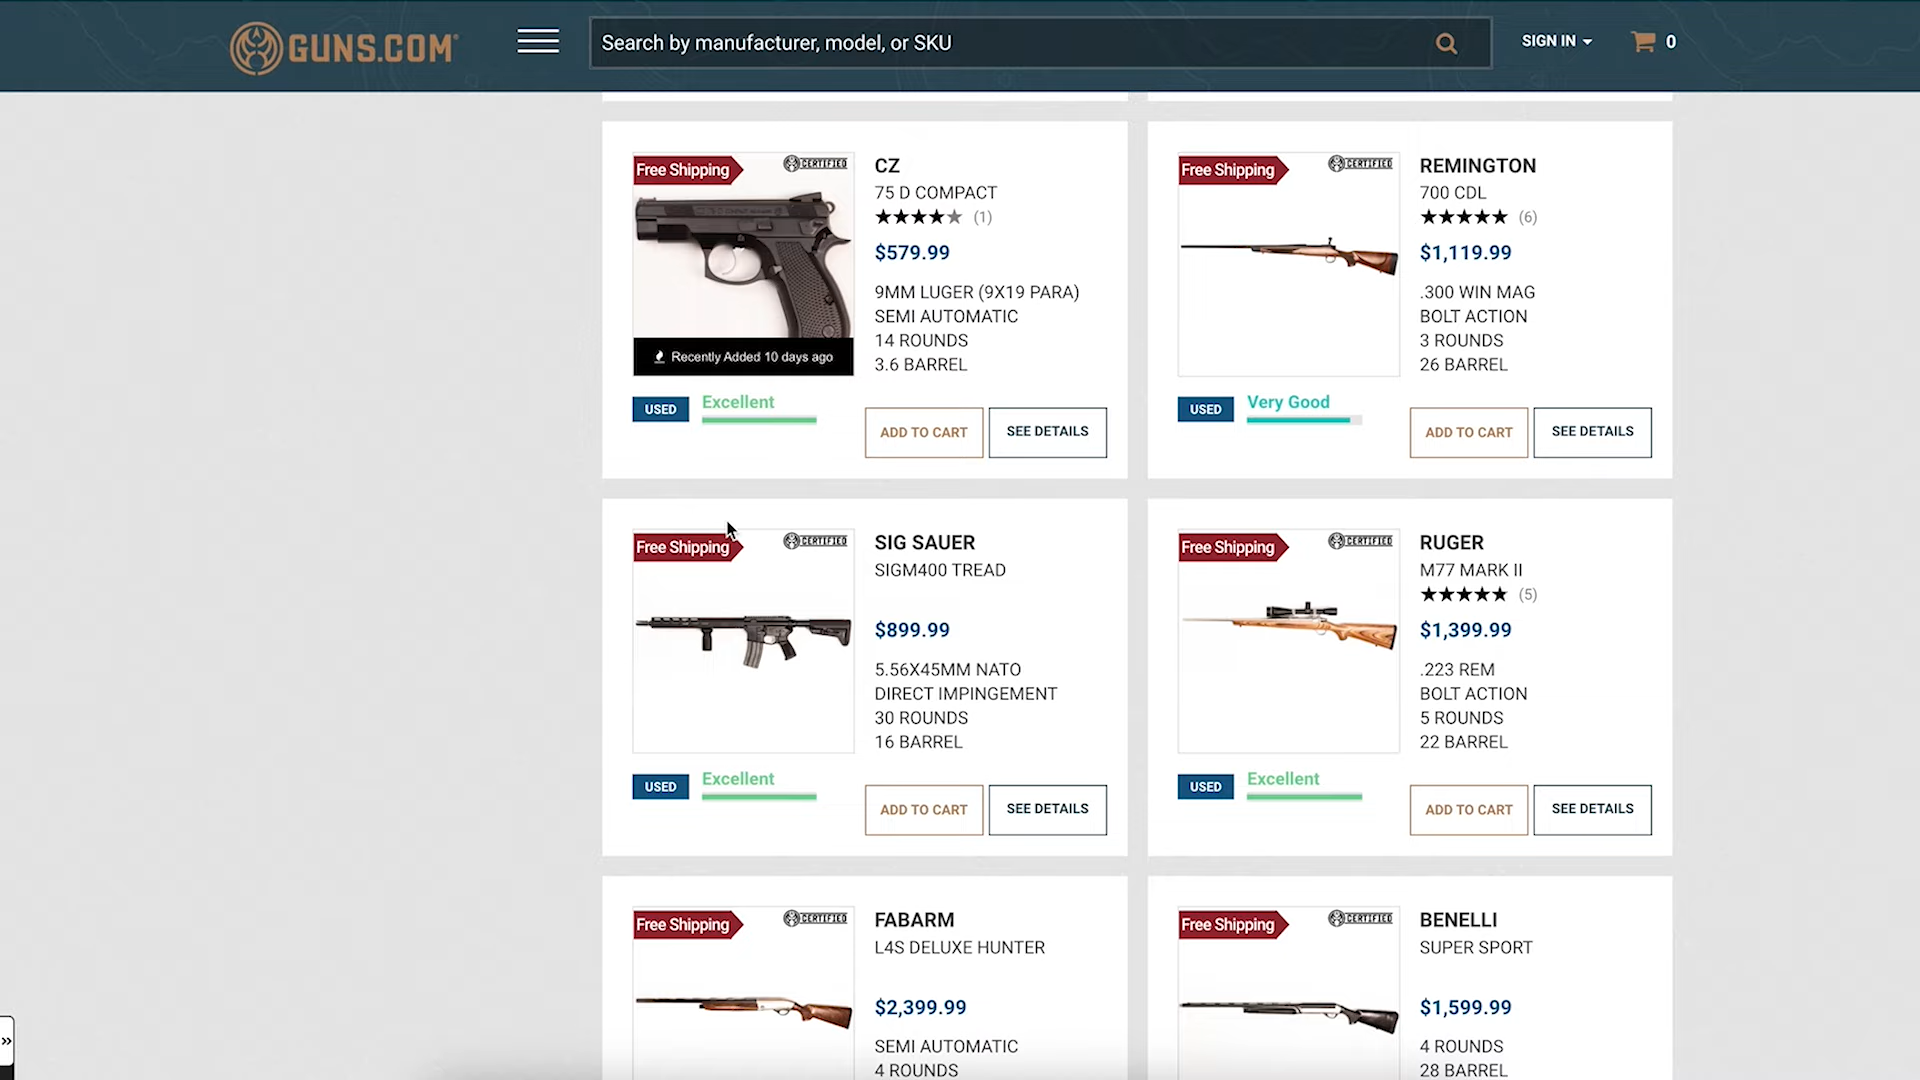 GUNS.COM
Search by manufacturer, model, or SKU
SIGN IN
0
Free Shipping
CERTIFIED
CZ
75 D COMPACT
(1)
$579.99
9MM LUGER (9X19 PARA)
SEMI AUTOMATIC
14 ROUNDS
3.6 BARREL
Recently Added 10 days ago
USED
Excellent
ADD TO CART
SEE DETAILS
Free Shipping
CERTIFIED
REMINGTON
700 CDL
(6)
$1,119.99
.300 WIN MAG
BOLT ACTION
3 ROUNDS
26 BARREL
USED
Very Good
ADD TO CART
SEE DETAILS
Free Shipping
CERTIFIED
SIG SAUER
SIGM400 TREAD
$899.99
5.56X45MM NATO
DIRECT IMPINGEMENT
30 ROUNDS
16 BARREL
USED
Excellent
ADD TO CART
SEE DETAILS
Free Shipping
CERTIFIED
RUGER
M77 MARK II
(5)
$1,399.99
.223 REM
BOLT ACTION
5 ROUNDS
22 BARREL
USED
Excellent
ADD TO CART
SEE DETAILS
Free Shipping
CERTIFIED
FABARM
L4S DELUXE HUNTER
$2,399.99
SEMI AUTOMATIC
4 ROUNDS
Free Shipping
CERTIFIED
BENELLI
SUPER SPORT
$1,599.99
4 ROUNDS
28 BARREL
»